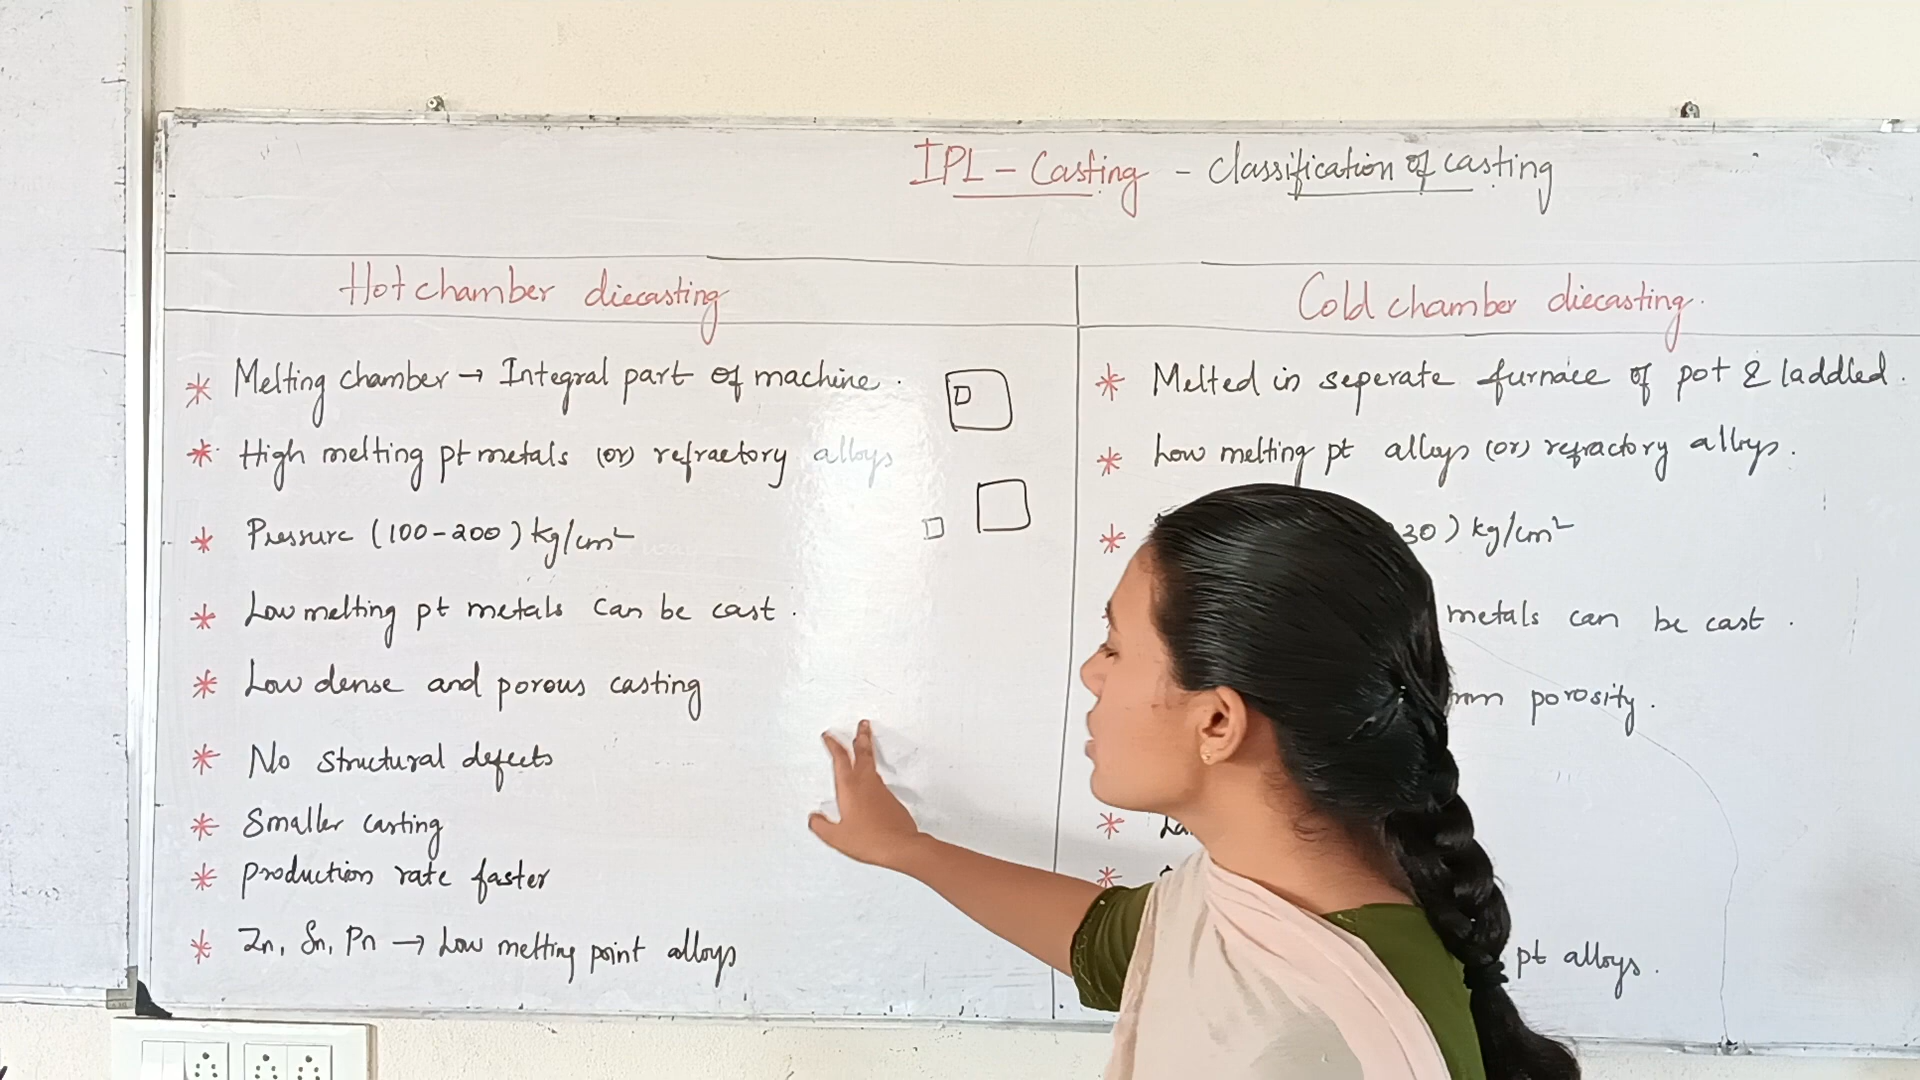 IPL - Casting - Classification of casting
Hot chamber diecasting
* Melting chamber → Integral part of machine.
* High melting pt metals (or) refractory alloys
* Pressure (100-200) kg/cm²
* Low melting pt metals can be cast.
* Low dense and porous casting
* No structural defects
* Smaller casting
* production rate faster
* Zn, Sn, Pn → Low melting point alloys
Cold chamber diecasting.
* Melted in seperate furnace of pot & laddled.
* Low melting pt alloys (or) refractory alloys.
* 30) kg/cm²
metals can be cast.
porosity.
*
*
pt alloys.
D